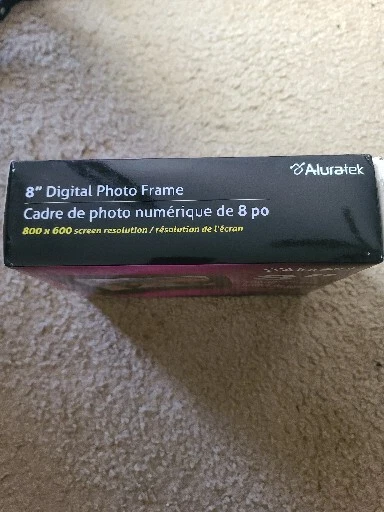 Aluratek
8" Digital Photo Frame
Cadre de photo numérique de 8 po
800 x 600 screen resolution / résolution de l'écran